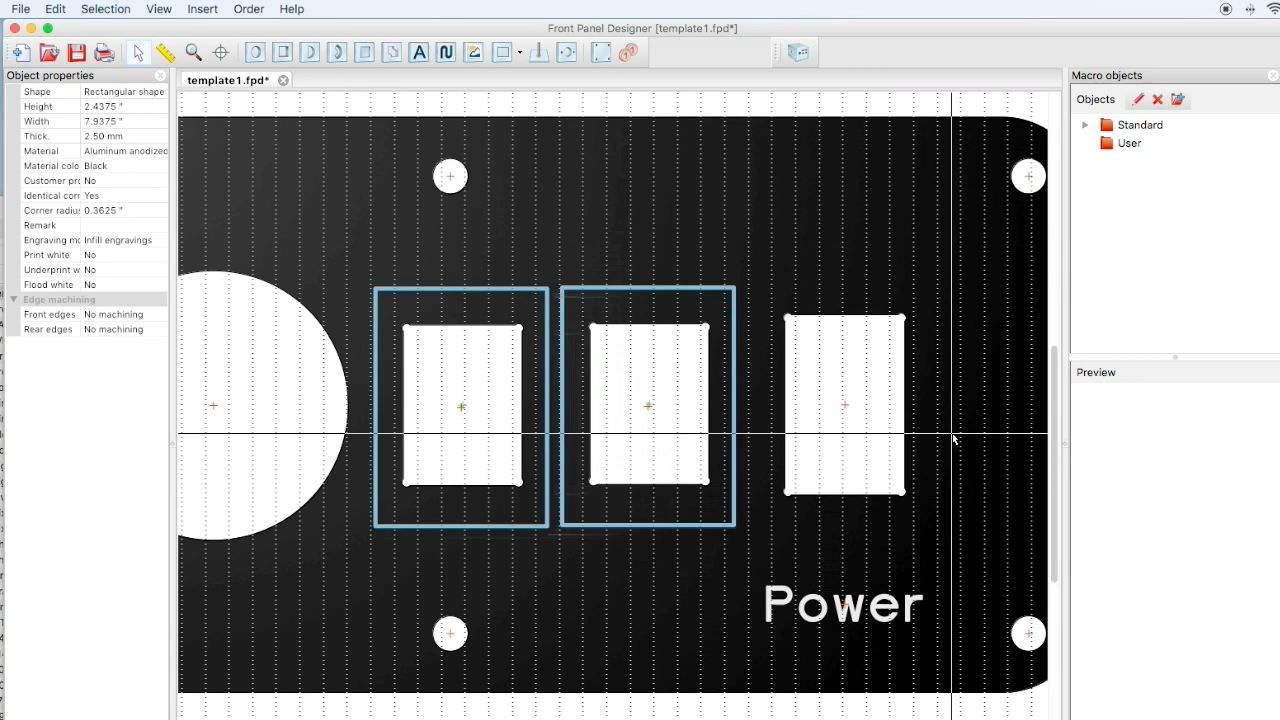 File Edit Selection View Insert Order Help
Front Panel Designer [template1.fpd*]
A
Object properties
template1.fpd*
Macro objects
Shape Rectangular shape
Height 2.4375 "
Width 7.9375 "
Thick. 2.50 mm
Material Aluminum anodized
Material colo Black
Customer pro No
Identical corr Yes
Corner radius 0.3625 "
Remark
Engraving mo Infill engravings
Print white No
Underprint w No
Flood white No
Edge machining
Front edges No machining
Rear edges No machining
Objects
Standard
User
Preview
Power